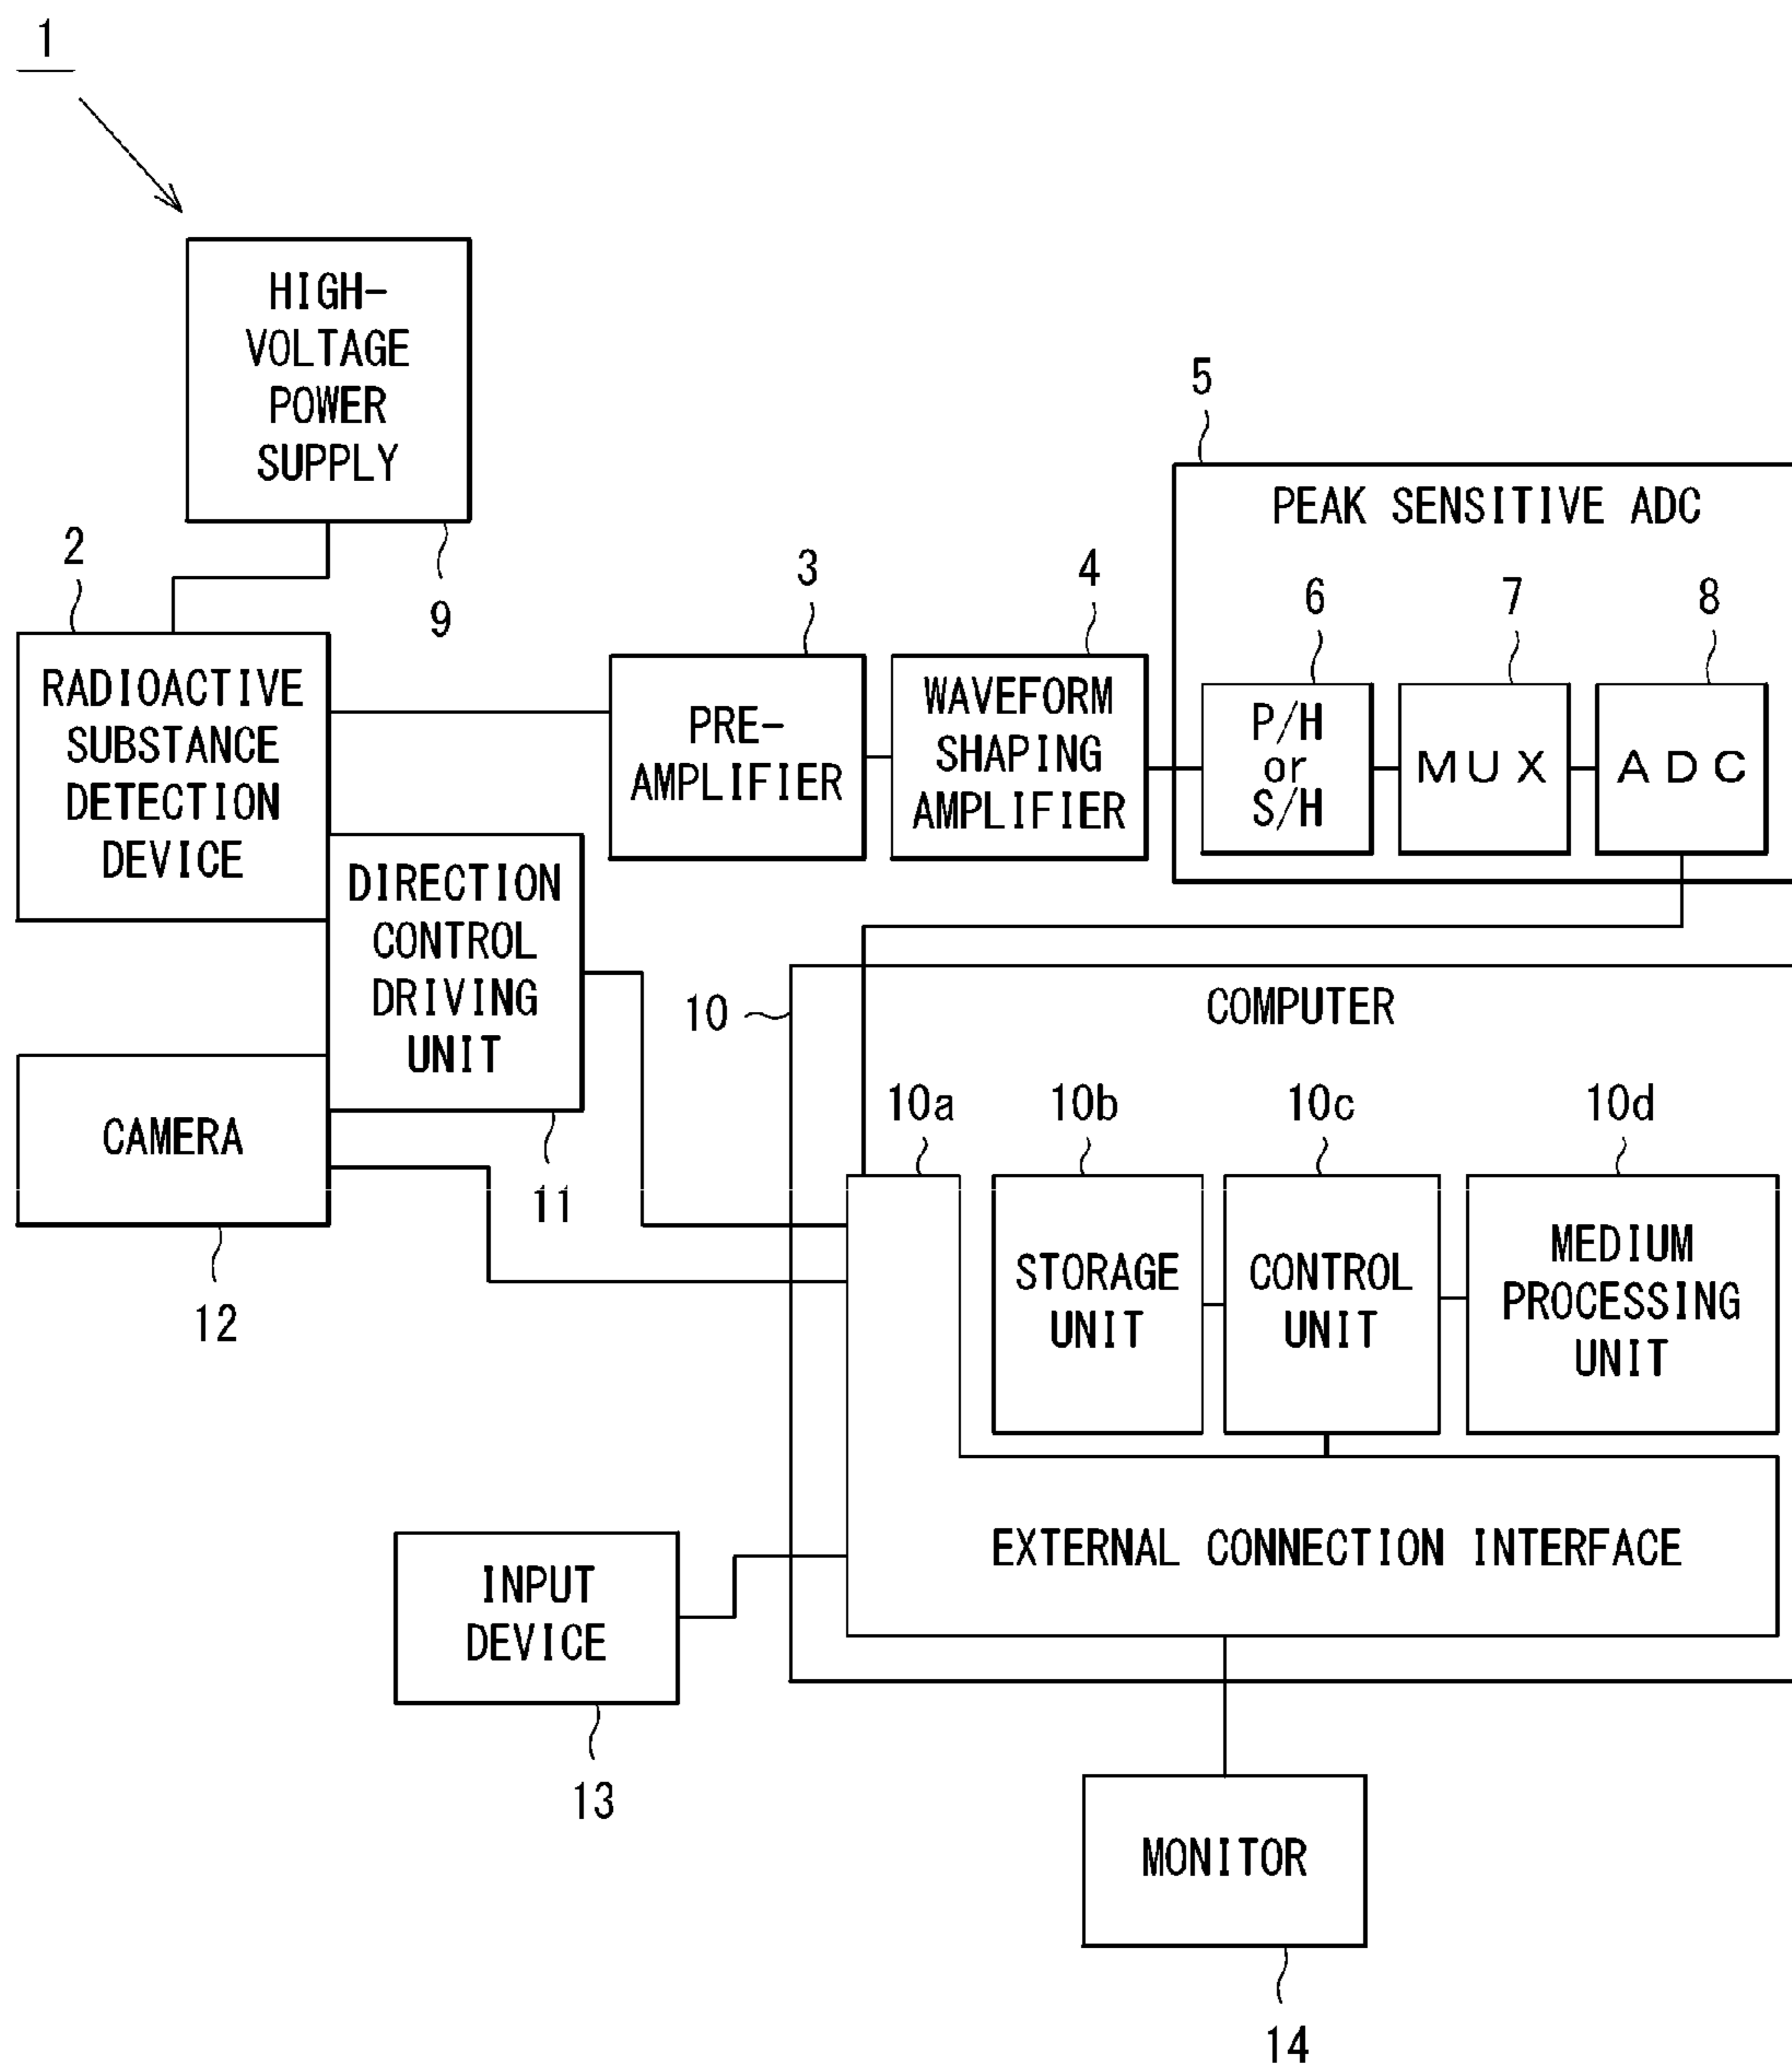 1
HIGH-
VOLTAGE
POWER
SUPPLY
9
2
RADIOACTIVE
SUBSTANCE
DETECTION
DEVICE
3
PRE-
AMPLIFIER
4
WAVEFORM
SHAPING
AMPLIFIER
5
PEAK SENSITIVE ADC
6
P/H
or
S/H
7
MUX
8
ADC
DIRECTION
CONTROL
DRIVING
UNIT
11
CAMERA
12
10
COMPUTER
10a
10b
STORAGE
UNIT
10c
CONTROL
UNIT
10d
MEDIUM
PROCESSING
UNIT
EXTERNAL CONNECTION INTERFACE
INPUT
DEVICE
13
MONITOR
14